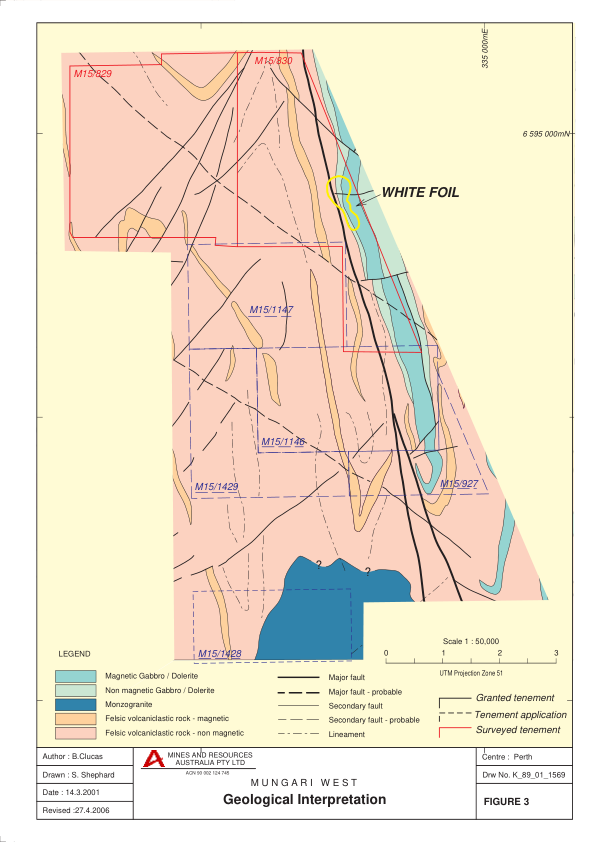 335 000mE
M15/829
M15/830
6 595 000mN
WHITE FOIL
M15/1147
M15/1146
M15/1429
M15/927
?
?
M15/1428
Scale 1 : 50,000
0 1 2 3
UTM Projection Zone 51
LEGEND
Magnetic Gabbro / Dolerite
Non magnetic Gabbro / Dolerite
Monzogranite
Felsic volcaniclastic rock - magnetic
Felsic volcaniclastic rock - non magnetic
Major fault
Major fault - probable
Secondary fault
Secondary fault - probable
Lineament
Granted tenement
Tenement application
Surveyed tenement
Author : B.Clucas
Drawn : S. Shephard
Date : 14.3.2001
Revised :27.4.2006
MINES AND RESOURCES
AUSTRALIA PTY LTD
ACN 90 002 124 745
MUNGARI WEST
Geological Interpretation
Centre : Perth
Drw No. K_89_01_1569
FIGURE 3